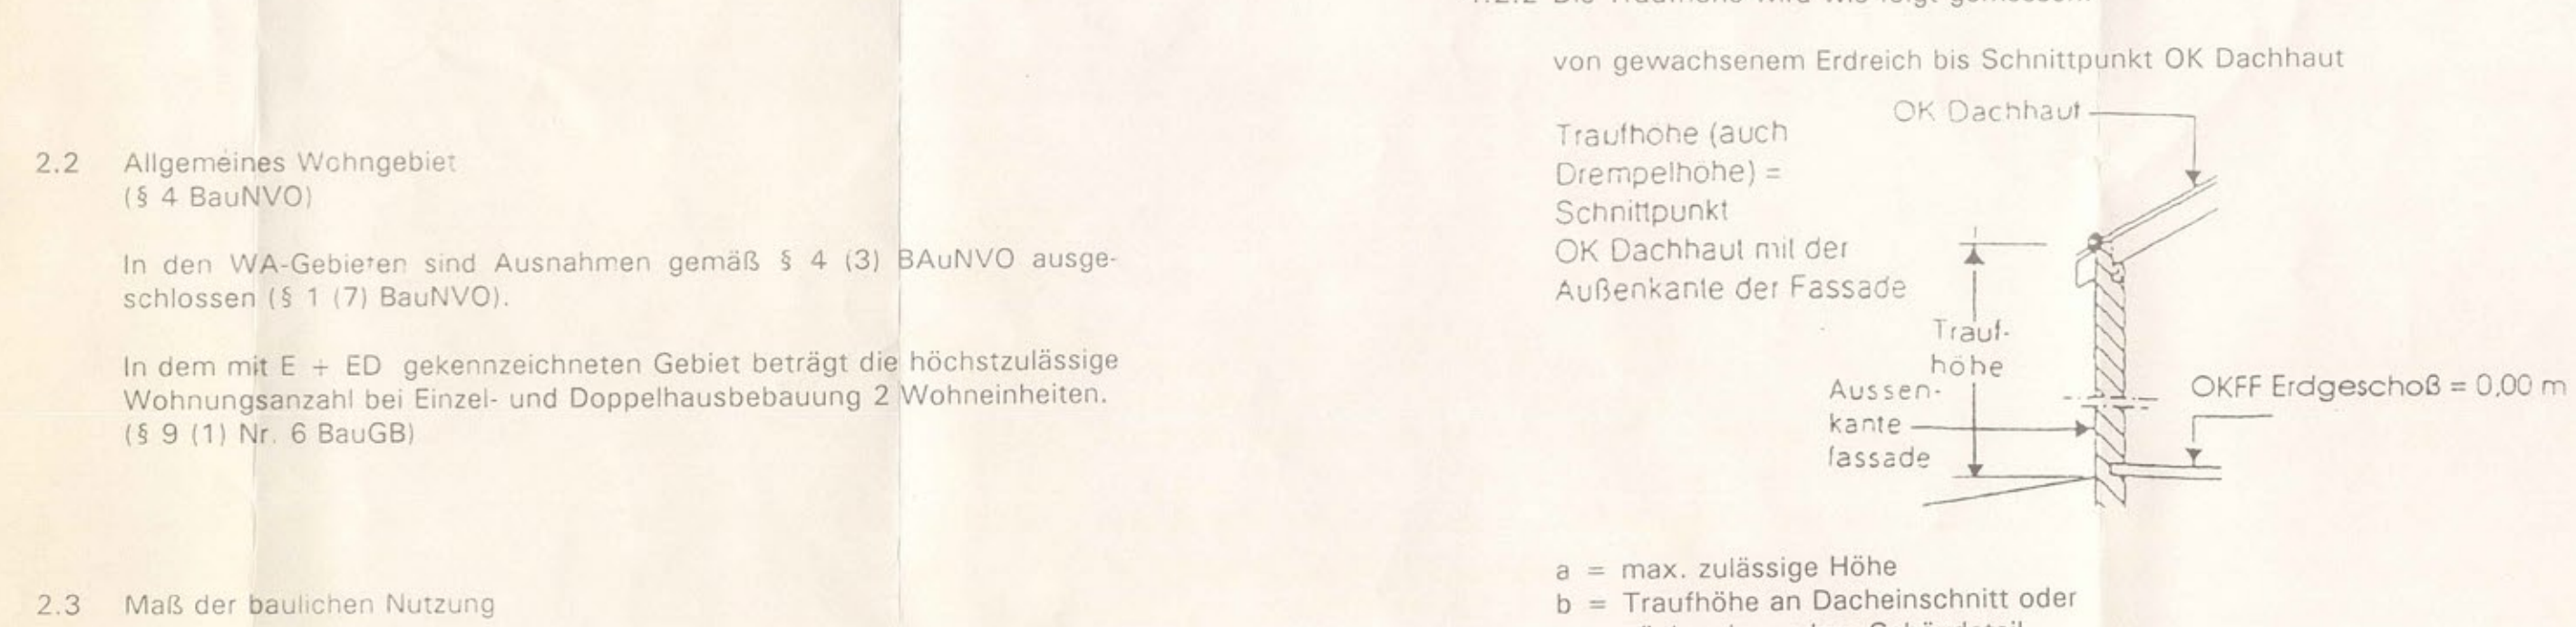 2.2 Allgemeines Wohngebiet
(§ 4 BauNVO)
In den WA-Gebieten sind Ausnahmen gemäß § 4 (3) BAuNVO ausge-
schlossen (§ 1 (7) BauNVO).
In dem mit E + ED gekennzeichneten Gebiet beträgt die höchstzulässige
Wohnungsanzahl bei Einzel- und Doppelhausbebauung 2 Wohneinheiten.
(§ 9 (1) Nr. 6 BauGB)
2.3 Maß der baulichen Nutzung
von gewachsenem Erdreich bis Schnittpunkt OK Dachhaut
OK Dachhaut
Traufhöhe (auch
Drempelhöhe) =
Schnittpunkt
OK Dachhaut mit der
Außenkante der Fassade
Trauf-
höhe
Aussen-
kante
fassade
OKFF Erdgeschoß = 0,00 m
a = max. zulässige Höhe
b = Traufhöhe an Dacheinschnitt oder